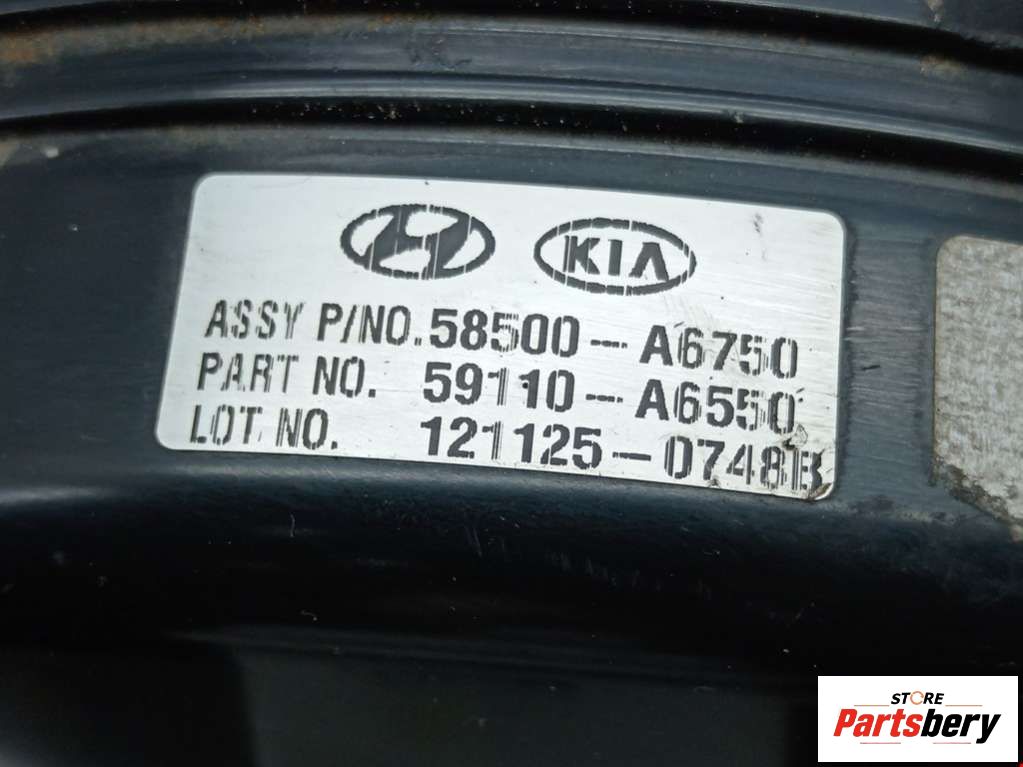 KIA
ASSY P/NO. 58500-A6750
PART NO. 59110-A6550
LOT NO. 121125-0748B
STORE
Partsbery